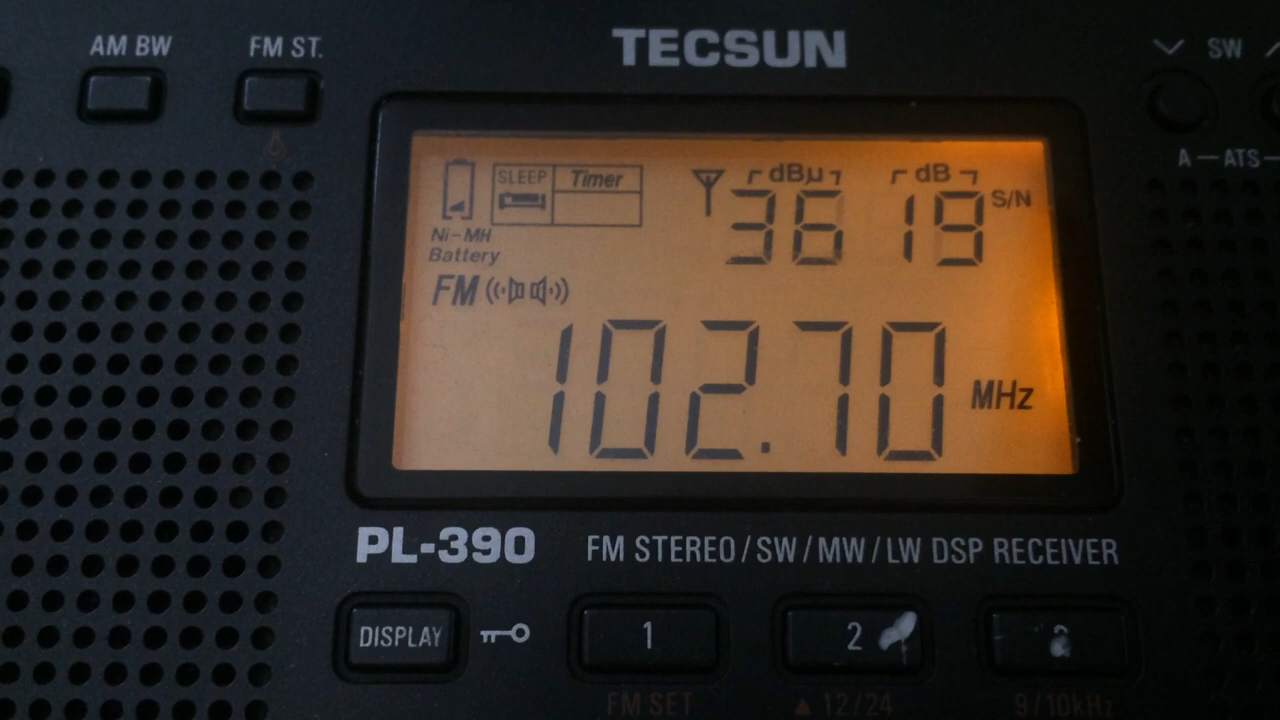 AM BW FM ST. TECSUN SW
A — ATS —
SLEEP Timer dBμ dB
36 19 S/N
Ni-MH
Battery
FM
102.70 MHz
PL-390 FM STEREO/SW/MW/LW DSP RECEIVER
DISPLAY 1 2
FM SET 12/24 9/10kHz